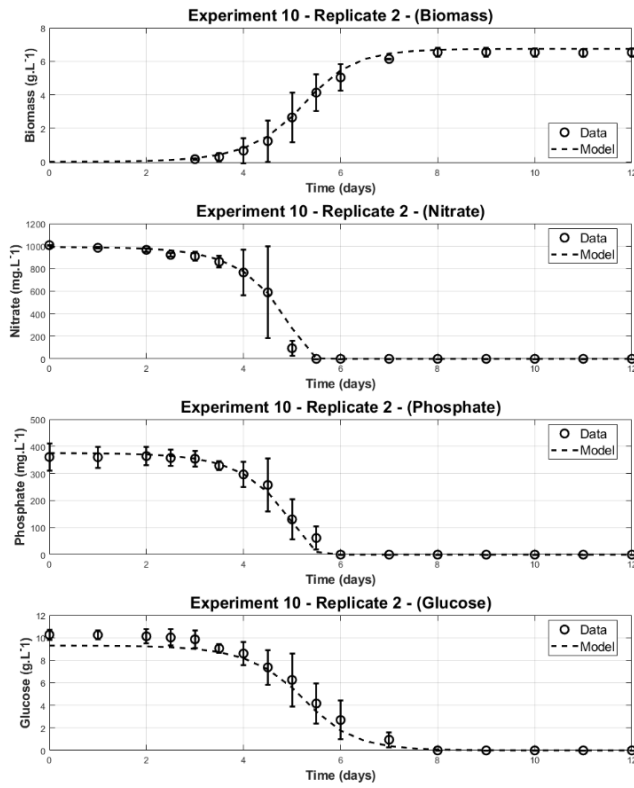 Experiment 10 - Replicate 2 - (Biomass)
8
6
4
2
0
Biomass (g.L⁻1)
Data
Model
0 2 4 6 8 10 12
Time (days)
Experiment 10 - Replicate 2 - (Nitrate)
1200
1000
800
600
400
200
0
Nitrate (mg.L⁻1)
Data
Model
0 2 4 6 8 10 12
Time (days)
Experiment 10 - Replicate 2 - (Phosphate)
500
400
300
200
100
0
Phosphate (mg.L⁻1)
Data
Model
0 2 4 6 8 10 12
Time (days)
Experiment 10 - Replicate 2 - (Glucose)
12
10
8
6
4
2
0
Glucose (g.L⁻1)
Data
Model
0 2 4 6 8 10 12
Time (days)